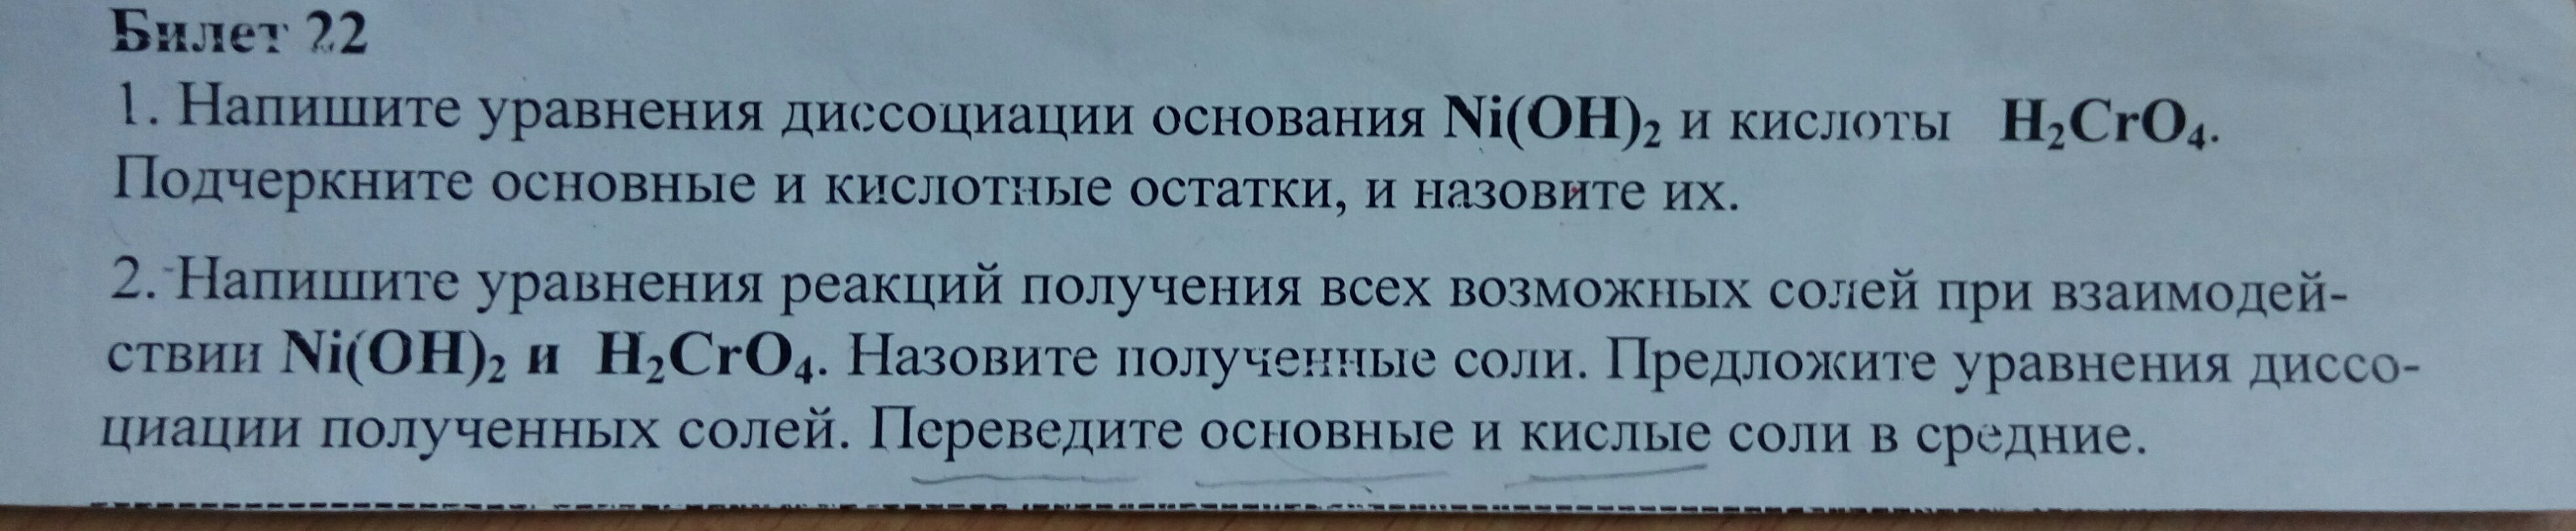 Билет 22
1. Напишите уравнения диссоциации основания Ni(OH)₂ и кислоты H₂CrO₄.
Подчеркните основные и кислотные остатки, и назовите их.
2. Напишите уравнения реакций получения всех возможных солей при взаимодей-
ствии Ni(OH)₂ и H₂CrO₄. Назовите полученные соли. Предложите уравнения диссо-
циации полученных солей. Переведите основные и кислые соли в средние.